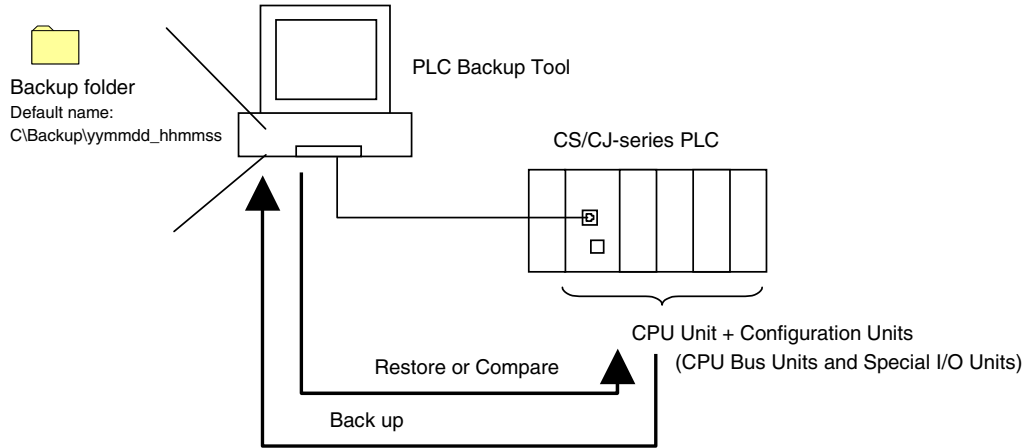 Backup folder
Default name:
C\Backup\yymmdd_hhmmss
PLC Backup Tool
CS/CJ-series PLC
CPU Unit + Configuration Units
(CPU Bus Units and Special I/O Units)
Restore or Compare
Back up